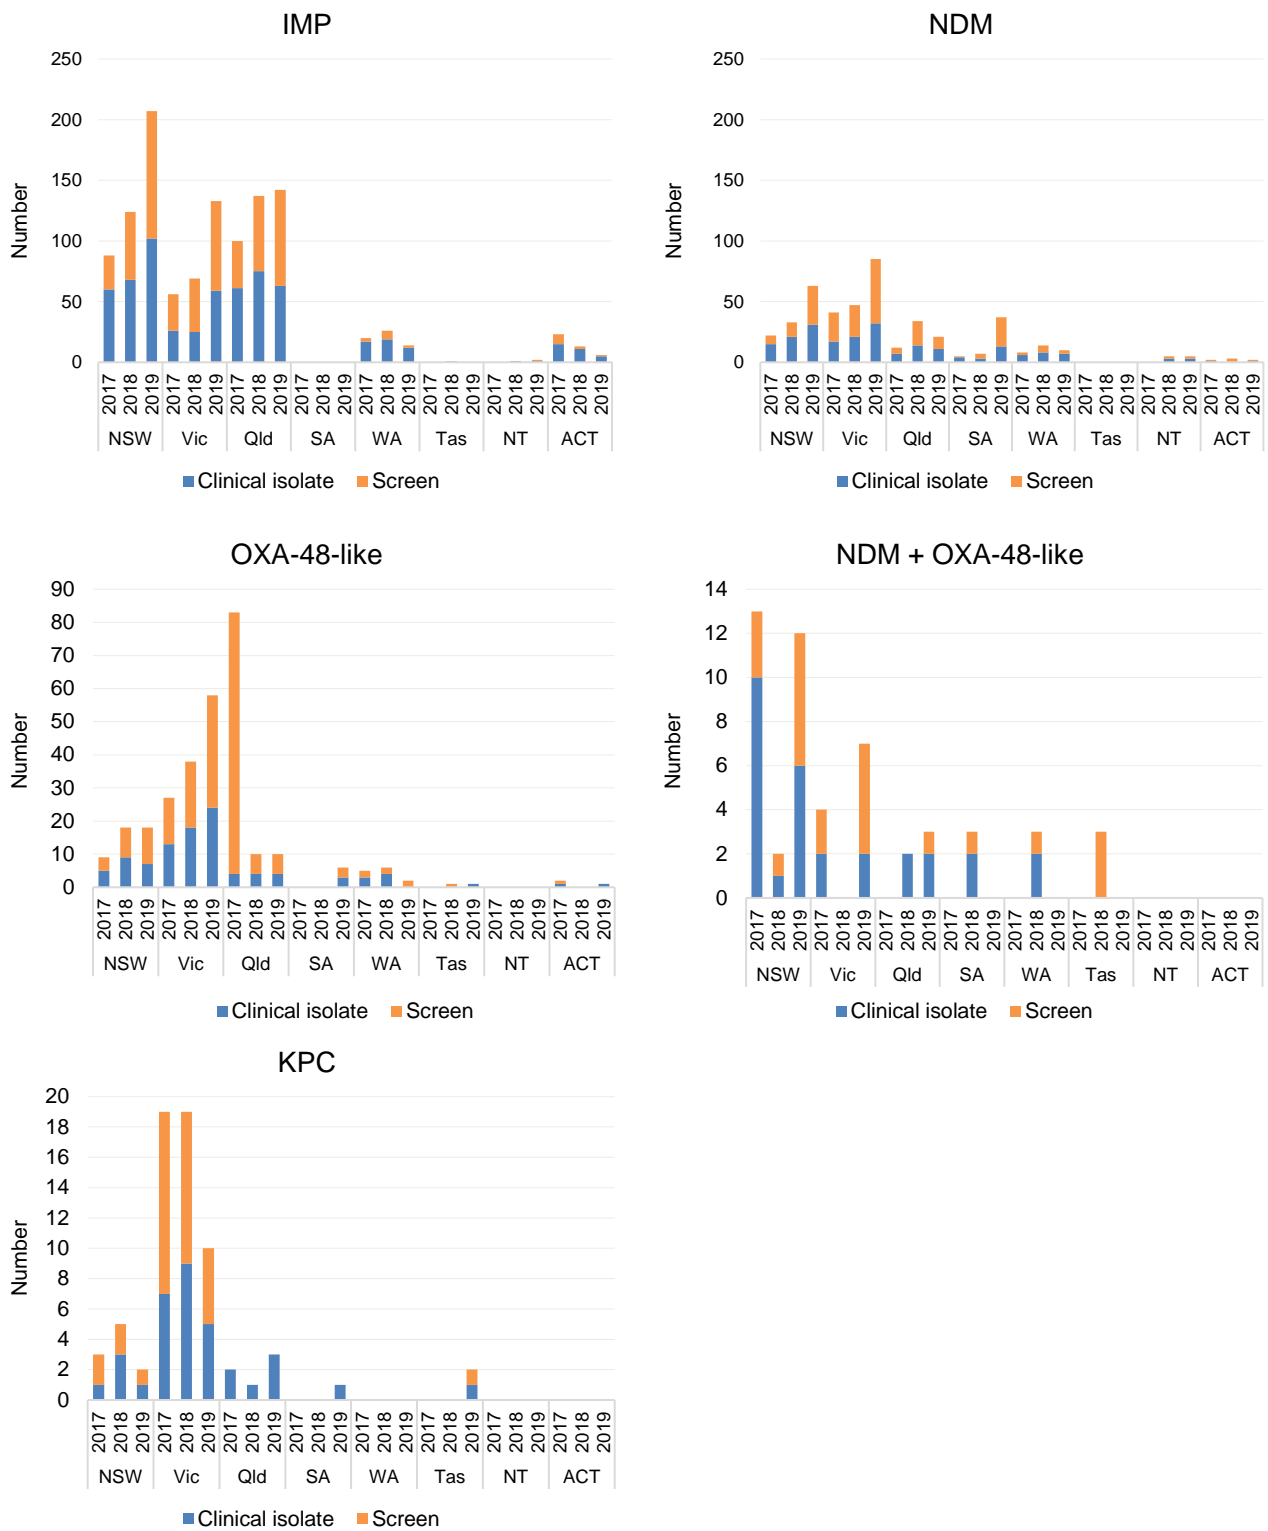 IMP
250
200
150
100
50
0
Number
2017 2018 2019 2017 2018 2019 2017 2018 2019 2017 2018 2019 2017 2018 2019 2017 2018 2019 2017 2018 2019 2017 2018 2019
NSW Vic Qld SA WA Tas NT ACT
Clinical isolate Screen
NDM
250
200
150
100
50
0
Number
2017 2018 2019 2017 2018 2019 2017 2018 2019 2017 2018 2019 2017 2018 2019 2017 2018 2019 2017 2018 2019 2017 2018 2019
NSW Vic Qld SA WA Tas NT ACT
Clinical isolate Screen
OXA-48-like
90
80
70
60
50
40
30
20
10
0
Number
2017 2018 2019 2017 2018 2019 2017 2018 2019 2017 2018 2019 2017 2018 2019 2017 2018 2019 2017 2018 2019 2017 2018 2019
NSW Vic Qld SA WA Tas NT ACT
Clinical isolate Screen
NDM + OXA-48-like
14
12
10
8
6
4
2
0
Number
2017 2018 2019 2017 2018 2019 2017 2018 2019 2017 2018 2019 2017 2018 2019 2017 2018 2019 2017 2018 2019 2017 2018 2019
NSW Vic Qld SA WA Tas NT ACT
Clinical isolate Screen
KPC
20
18
16
14
12
10
8
6
4
2
0
Number
2017 2018 2019 2017 2018 2019 2017 2018 2019 2017 2018 2019 2017 2018 2019 2017 2018 2019 2017 2018 2019 2017 2018 2019
NSW Vic Qld SA WA Tas NT ACT
Clinical isolate Screen